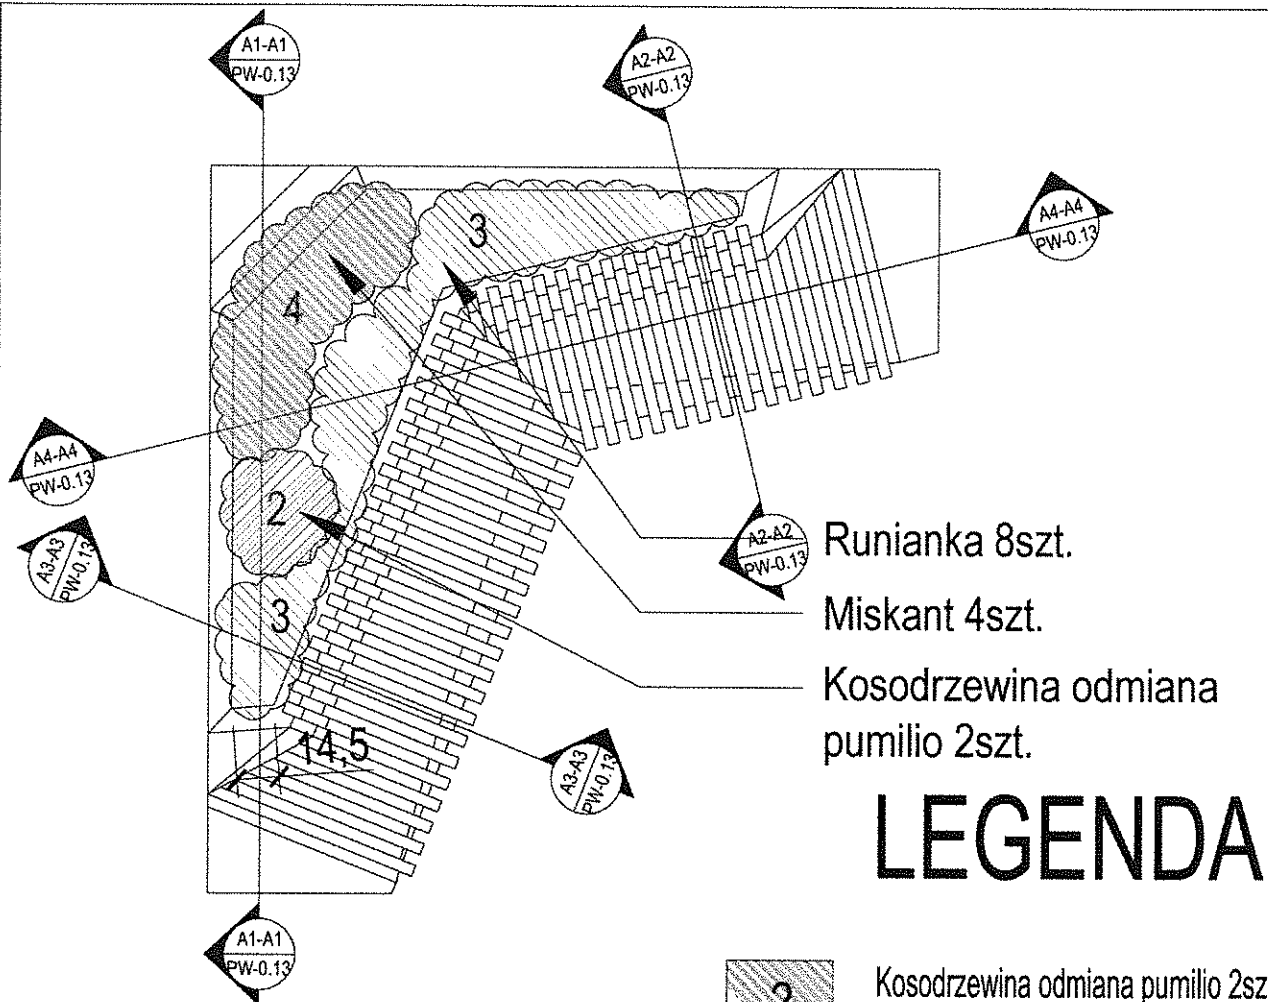 A1-A1
PW-0.13
A2-A2
PW-0.13
A4-A4
PW-0.13
3
4
A4-A4
PW-0.13
2
A3-A3
PW-0.13
A2-A2
PW-0.13
Runianka 8szt.
3
Miskant 4szt.
Kosodrzewina odmiana
pumilio 2szt.
14,5
A3-A3
PW-0.13
LEGENDA
A1-A1
PW-0.13
2
Kosodrzewina odmiana pumilio 2sz